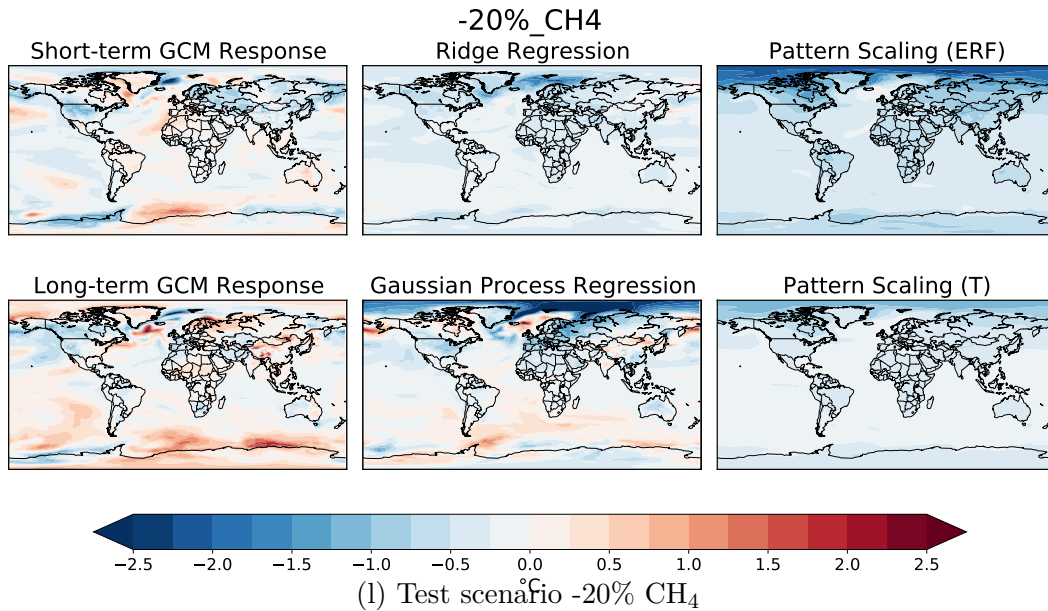 -20%_CH4
Short-term GCM Response
Ridge Regression
Pattern Scaling (ERF)
Long-term GCM Response
Gaussian Process Regression
Pattern Scaling (T)
−2.5 −2.0 −1.5 −1.0 −0.5 0.0 0.5 1.0 1.5 2.0 2.5
°C
(l) Test scenario -20% CH₄